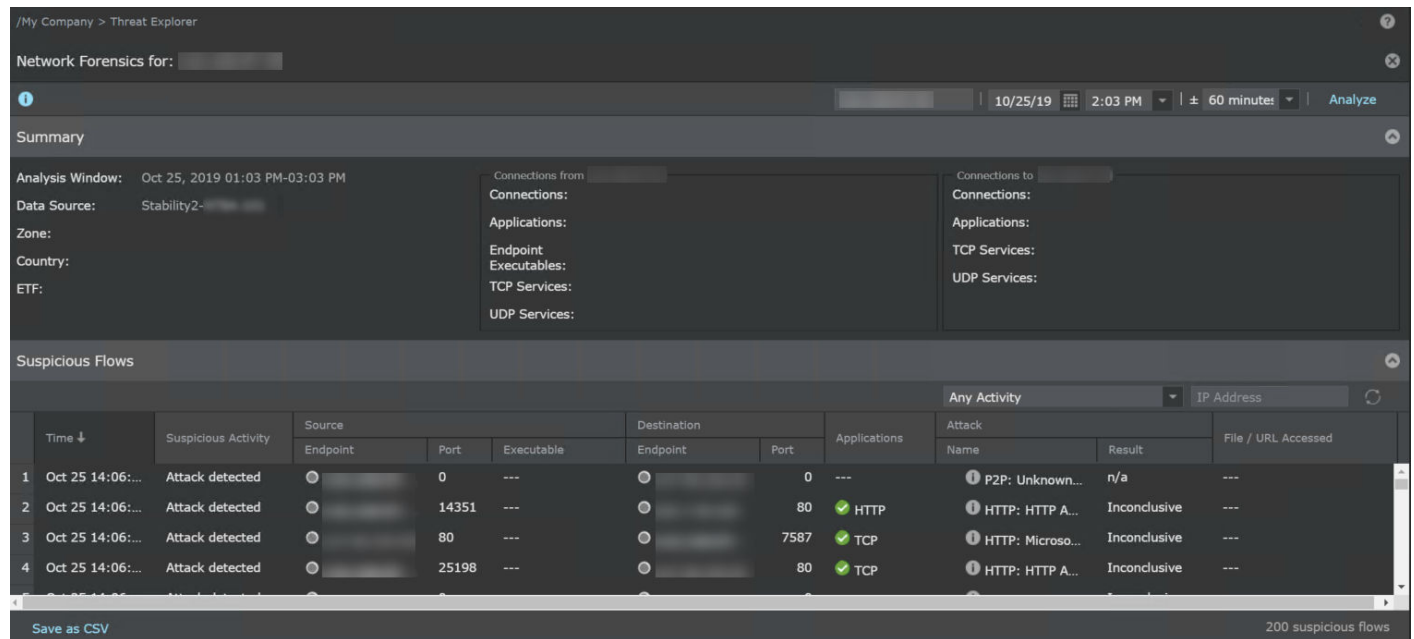 /My Company > Threat Explorer
Network Forensics for:
10/25/19 2:03 PM ± 60 minutes Analyze
Summary
Analysis Window: Oct 25, 2019 01:03 PM-03:03 PM
Data Source: Stability2-
Zone:
Country:
ETF:
Connections from
Connections:
Applications:
Endpoint
Executables:
TCP Services:
UDP Services:
Connections to
Connections:
Applications:
TCP Services:
UDP Services:
Suspicious Flows
Any Activity IP Address
Time Suspicious Activity Source Destination Applications Attack File / URL Accessed
Endpoint Port Executable Endpoint Port Name Result
1 Oct 25 14:06:... Attack detected 0 --- 0 --- P2P: Unknown... n/a ---
2 Oct 25 14:06:... Attack detected 14351 --- 80 HTTP HTTP: HTTP A... Inconclusive ---
3 Oct 25 14:06:... Attack detected 80 --- 7587 TCP HTTP: Microso... Inconclusive ---
4 Oct 25 14:06:... Attack detected 25198 --- 80 TCP HTTP: HTTP A... Inconclusive ---
Save as CSV 200 suspicious flows